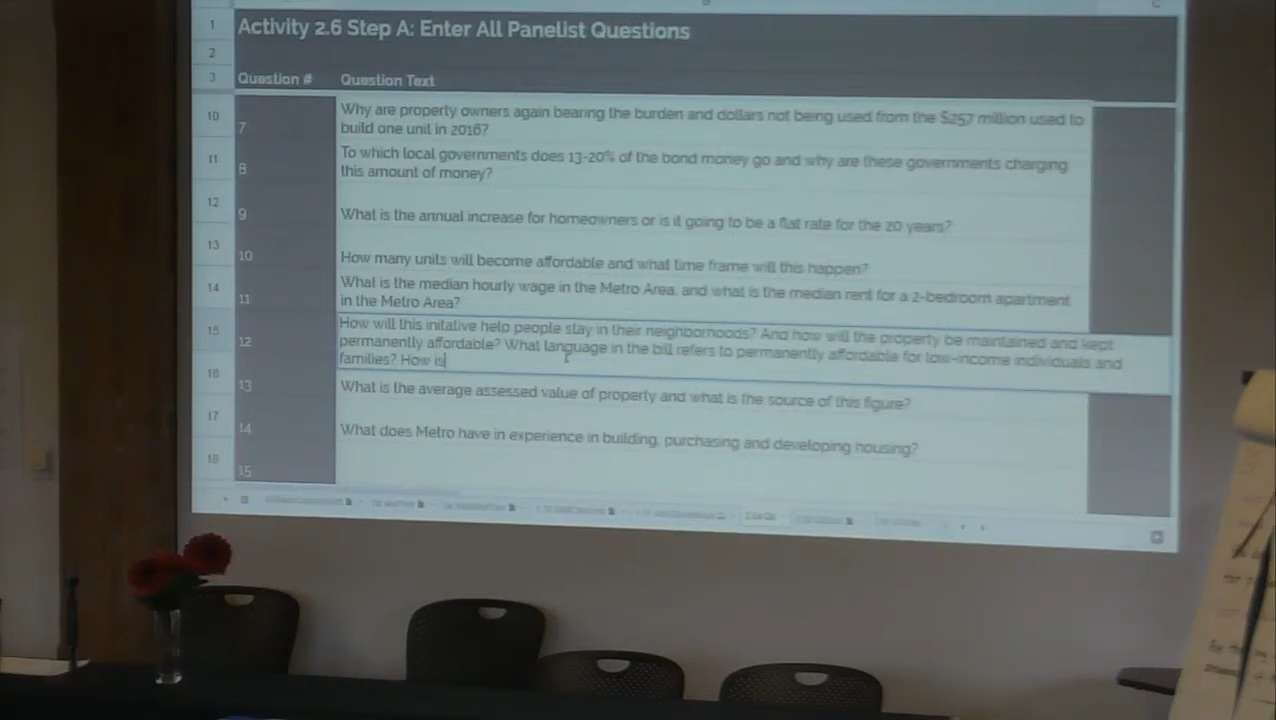 1 Activity 2.6 Step A: Enter All Panelist Questions
2
3 Question # Question Text
10 7 Why are property owners again bearing the burden and dollars not being used from the $257 million used to
build one unit in 2016?
11 8 To which local governments does 13-20% of the bond money go and why are these governments charging
this amount of money?
12 9 What is the annual increase for homeowners or is it going to be a flat rate for the 20 years?
13 10 How many units will become affordable and what time frame will this happen?
14 11 What is the median hourly wage in the Metro Area, and what is the median rent for a 2-bedroom apartment
in the Metro Area?
15 12 How will this initative help people stay in their neighborhoods? And how will the property be maintained and kept
permanently affordable? What language in the bill refers to permanently affordable for low-income individuals and
families? How is
16 13 What is the average assessed value of property and what is the source of this figure?
17 14 What does Metro have in experience in building, purchasing and developing housing?
18 15